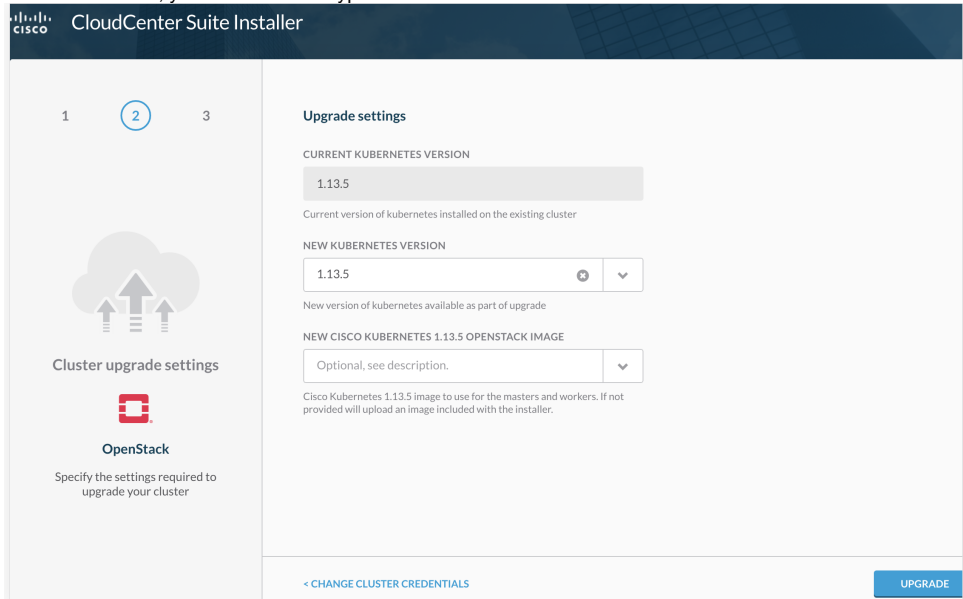 CISCO
CloudCenter Suite Installer
1
2
3
Cluster upgrade settings
OpenStack
Specify the settings required to
upgrade your cluster
Upgrade settings
CURRENT KUBERNETES VERSION
1.13.5
Current version of kubernetes installed on the existing cluster
NEW KUBERNETES VERSION
1.13.5
New version of kubernetes available as part of upgrade
NEW CISCO KUBERNETES 1.13.5 OPENSTACK IMAGE
Optional, see description.
Cisco Kubernetes 1.13.5 image to use for the masters and workers. If not
provided will upload an image included with the installer.
< CHANGE CLUSTER CREDENTIALS
UPGRADE